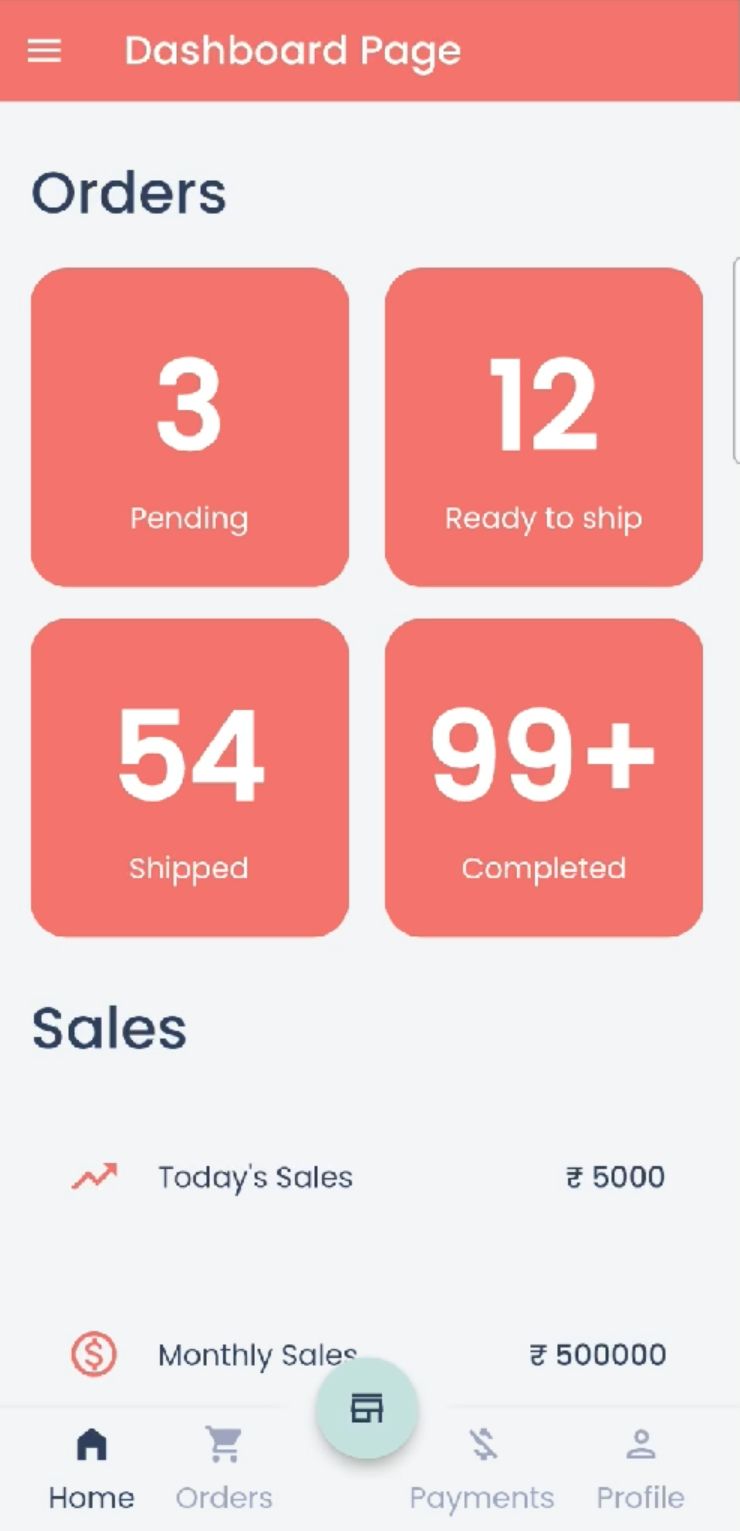 Dashboard Page
Orders
3
12
Pending
Ready to ship
54
99+
Shipped
Completed
Sales
Today's Sales
₹ 5000
Monthly Sales
₹ 500000
Home
Orders
Payments
Profile